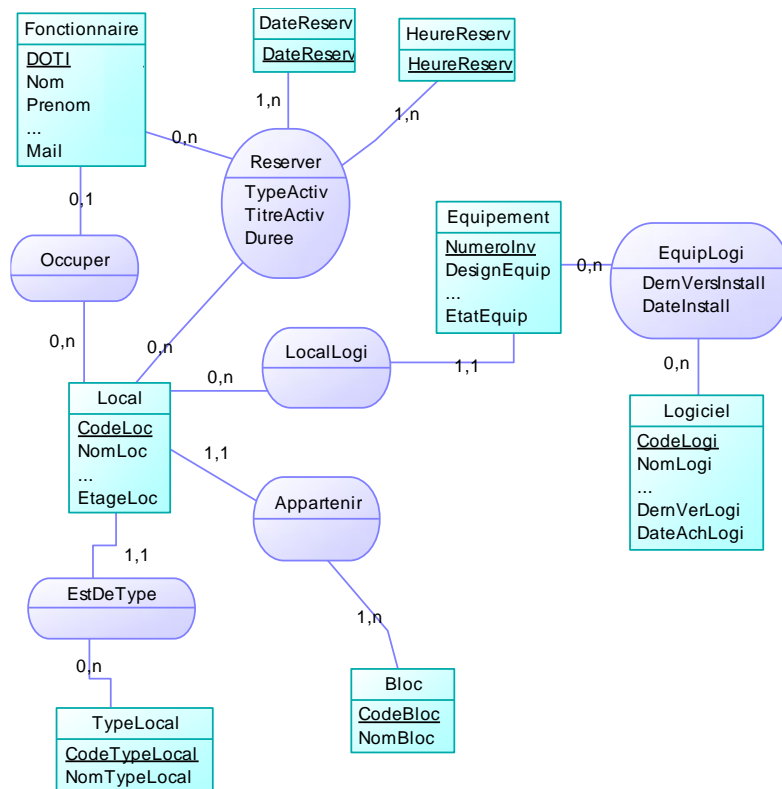 Fonctionnaire
DOTI
Nom
Prenom
...
Mail
DateReserv
DateReserv
HeureReserv
HeureReserv
1,n
1,n
0,n
Reserver
TypeActiv
TitreActiv
Duree
0,1
Occuper
0,n
0,n
Equipement
NumeroInv
DesignEquip
...
EtatEquip
0,n
EquipLogi
DernVersInstall
DateInstall
LocalLogi
0,n
1,1
0,n
Local
CodeLoc
NomLoc
...
EtageLoc
Logiciel
CodeLogi
NomLogi
...
DernVerLogi
DateAchLogi
1,1
Appartenir
1,1
EstDeType
1,n
0,n
Bloc
CodeBloc
NomBloc
TypeLocal
CodeTypeLocal
NomTypeLocal